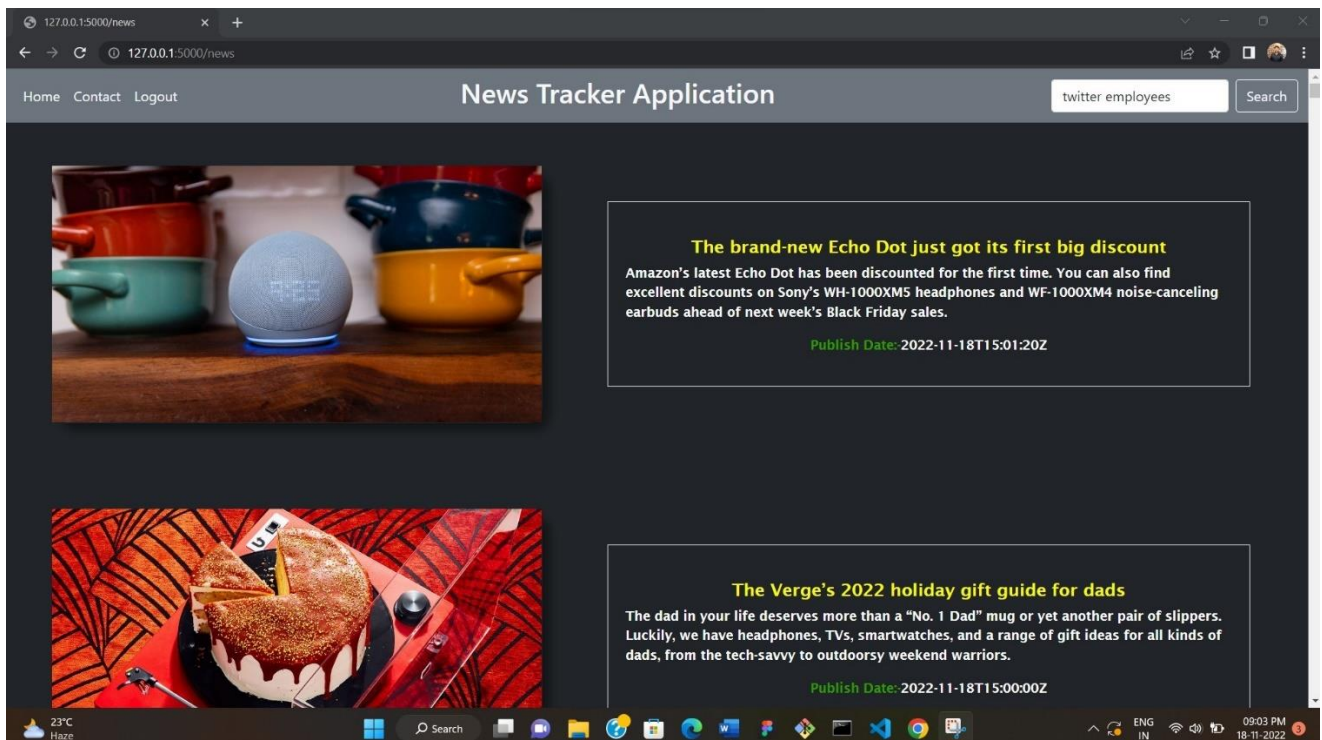 127.0.0.1:5000/news
127.0.0.1:5000/news
Home Contact Logout
News Tracker Application
twitter employees
Search
The brand-new Echo Dot just got its first big discount
Amazon’s latest Echo Dot has been discounted for the first time. You can also find
excellent discounts on Sony’s WH-1000XM5 headphones and WF-1000XM4 noise-canceling
earbuds ahead of next week’s Black Friday sales.
Publish Date:-2022-11-18T15:01:20Z
The Verge’s 2022 holiday gift guide for dads
The dad in your life deserves more than a “No. 1 Dad” mug or yet another pair of slippers.
Luckily, we have headphones, TVs, smartwatches, and a range of gift ideas for all kinds of
dads, from the tech-savvy to outdoorsy weekend warriors.
Publish Date:-2022-11-18T15:00:00Z
23°C
Haze
Search
ENG
IN
09:03 PM
18-11-2022
3